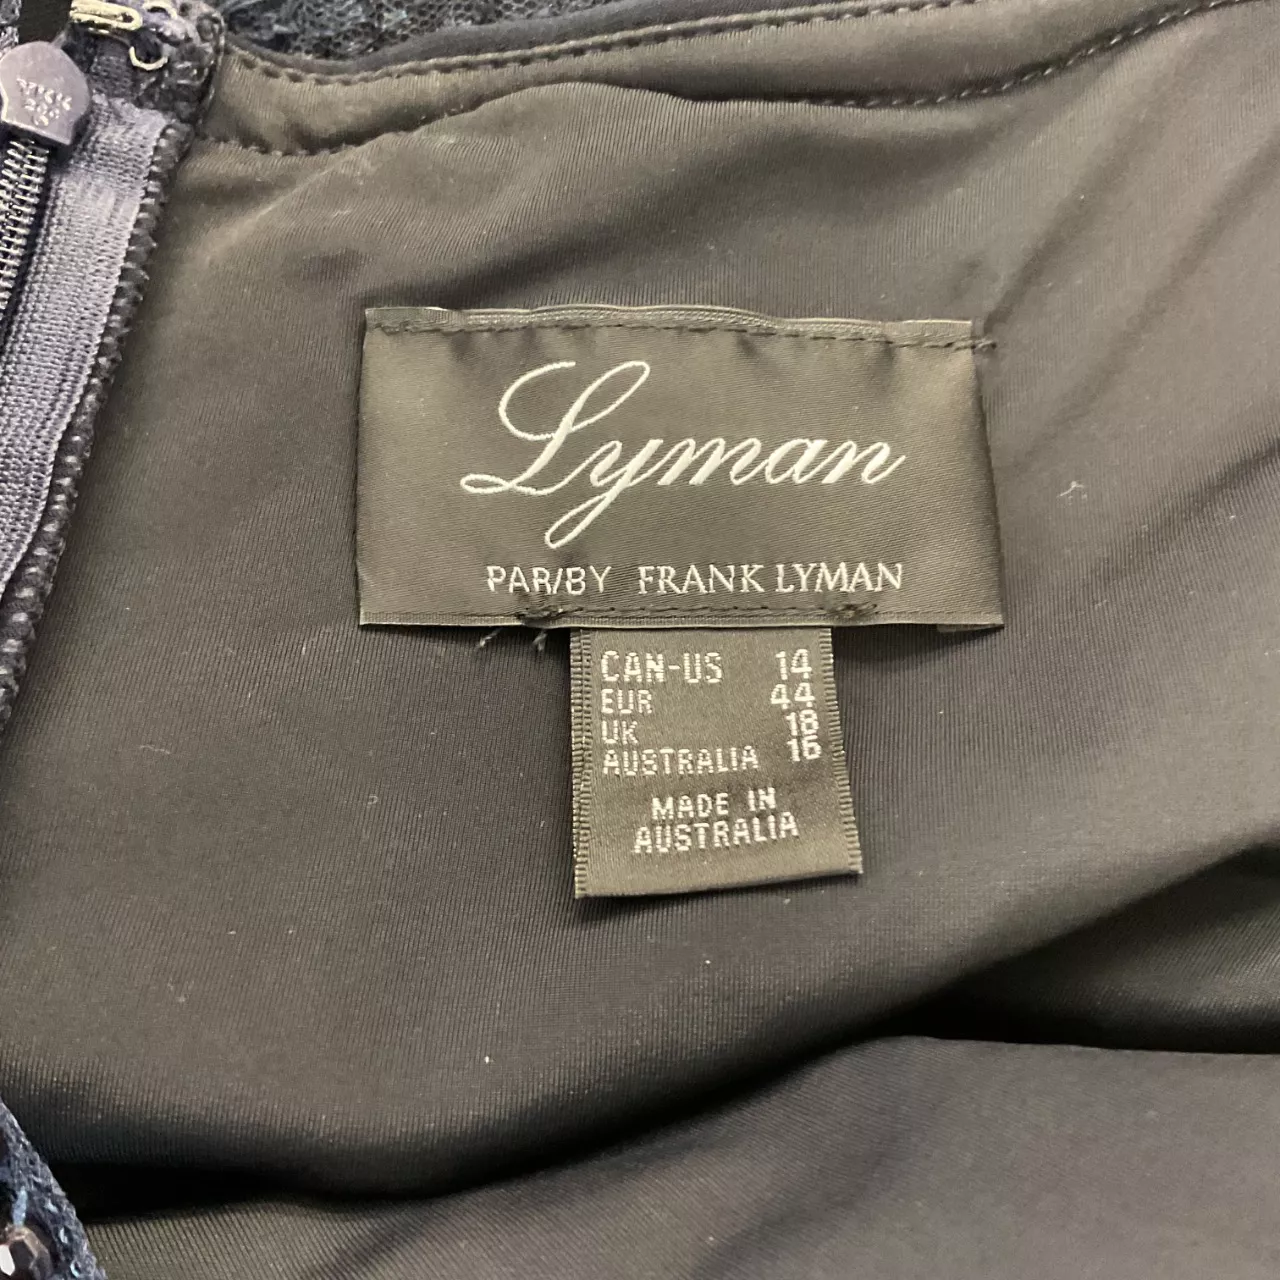 Lyman
PAR/BY FRANK LYMAN
CAN-US 14
EUR 44
UK 18
AUSTRALIA 16
MADE IN
AUSTRALIA